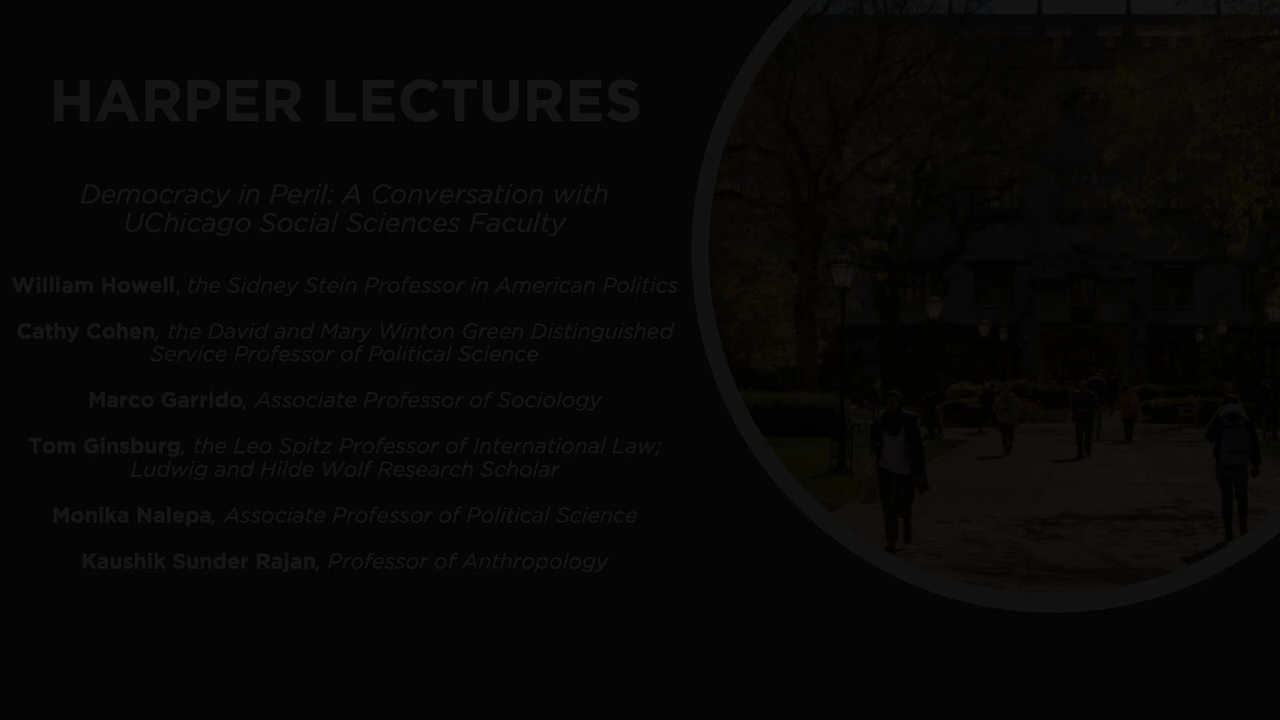 HARPER LECTURES
Democracy in Peril: A Conversation with
UChicago Social Sciences Faculty
William Howell, the Sidney Stein Professor in American Politics
Cathy Cohen, the David and Mary Winton Green Distinguished
Service Professor of Political Science
Marco Garrido, Associate Professor of Sociology
Tom Ginsburg, the Leo Spitz Professor of International Law;
Ludwig and Hilde Wolf Research Scholar
Monika Nalepa, Associate Professor of Political Science
Kaushik Sunder Rajan, Professor of Anthropology